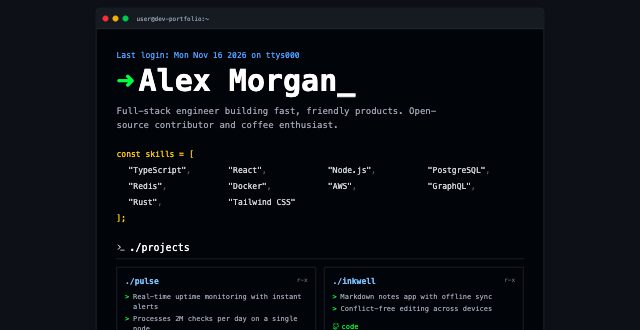 user@dev-portfolio:~
Last login: Mon Nov 16 2026 on ttys000
➜Alex Morgan_
Full-stack engineer building fast, friendly products. Open-
source contributor and coffee enthusiast.
const skills = [
"TypeScript", "React", "Node.js", "PostgreSQL",
"Redis", "Docker", "AWS", "GraphQL",
"Rust", "Tailwind CSS"
];
>_ ./projects
./pulse r-x
> Real-time uptime monitoring with instant
alerts
> Processes 2M checks per day on a single
node
./inkwell r-x
> Markdown notes app with offline sync
> Conflict-free editing across devices
code